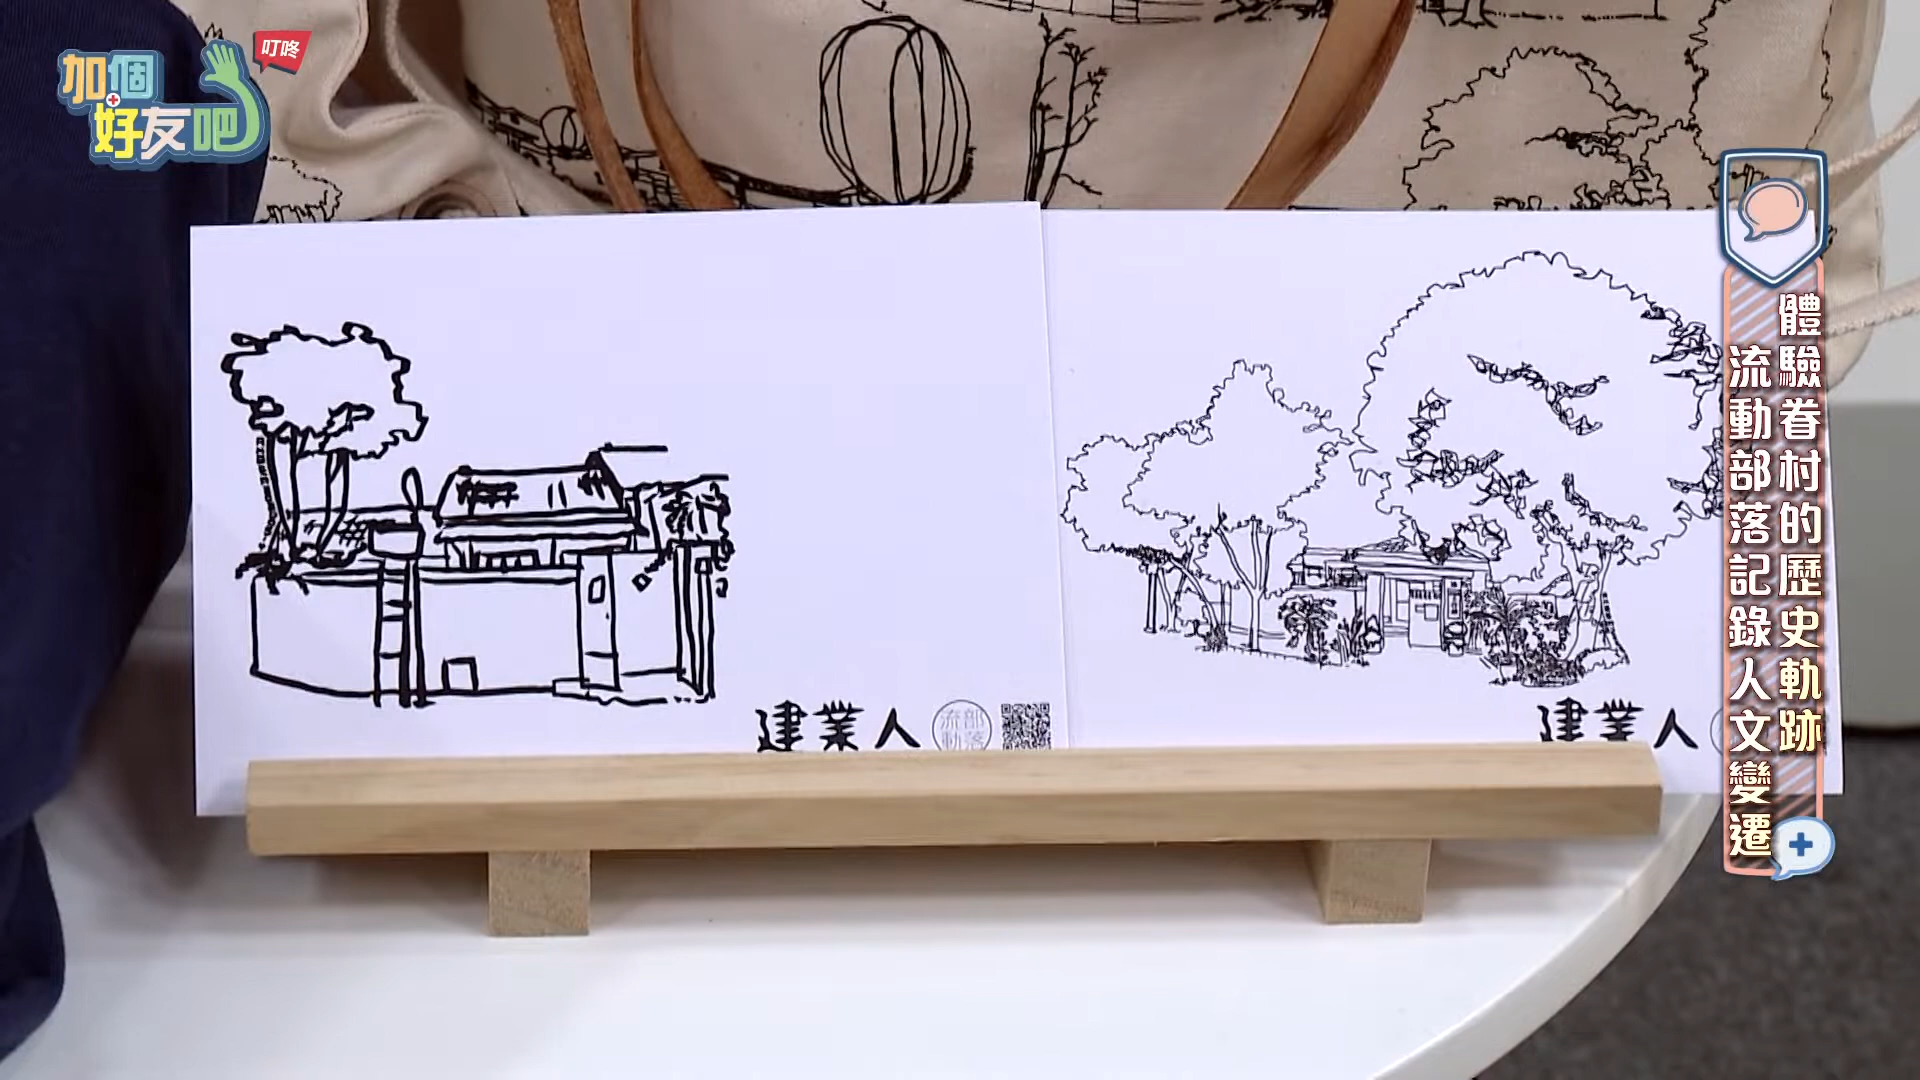 加個
好友吧
叮咚
體驗眷村的歷史軌跡
流動部落記錄人文變遷
建業人
流部
動落
建業人